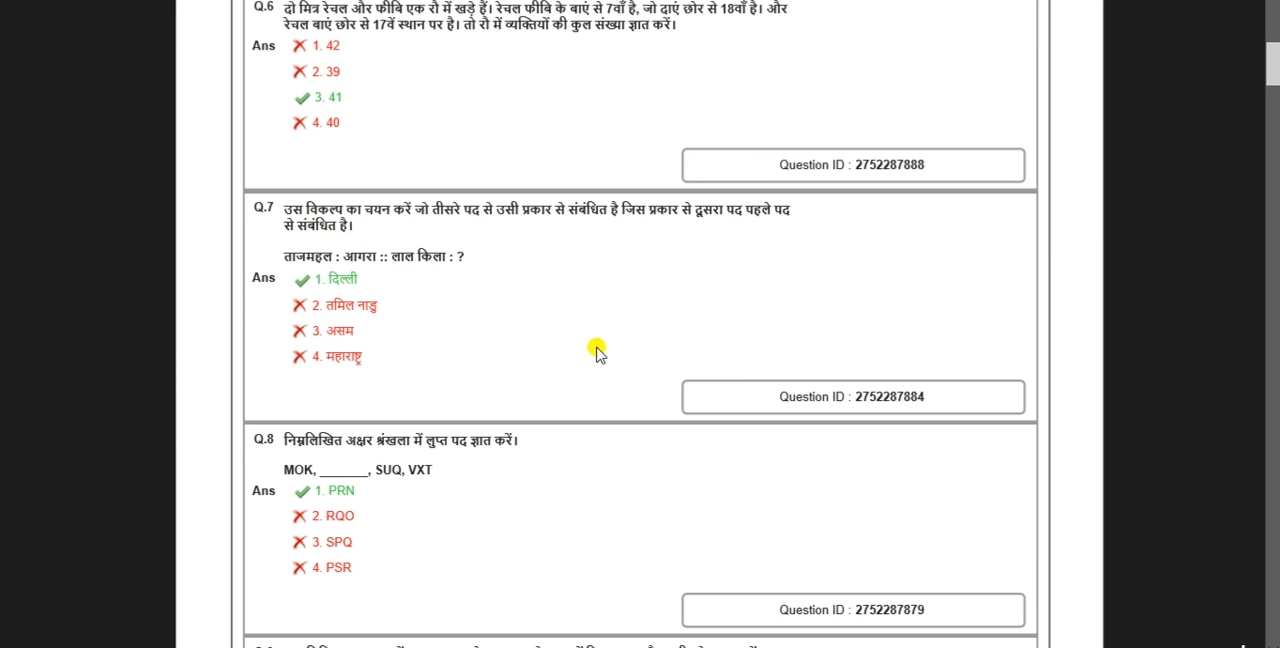 Q.6 दो मित्र रेचल और फीबि एक रौ में खड़े हैं। रेचल फीबि के बाएं से 7वाँ है, जो दाएं छोर से 18वाँ है। और
रेचल बाएं छोर से 17वें स्थान पर है। तो रौ में व्यक्तियों की कुल संख्या ज्ञात करें।
Ans 1. 42
2. 39
3. 41
4. 40
Question ID : 2752287888
Q.7 उस विकल्प का चयन करें जो तीसरे पद से उसी प्रकार से संबंधित है जिस प्रकार से दूसरा पद पहले पद
से संबंधित है।
ताजमहल : आगरा :: लाल किला : ?
Ans 1. दिल्ली
2. तमिल नाडु
3. असम
4. महाराष्ट्र
Question ID : 2752287884
Q.8 निम्नलिखित अक्षर श्रंखला में लुप्त पद ज्ञात करें।
MOK, _______, SUQ, VXT
Ans 1. PRN
2. RQO
3. SPQ
4. PSR
Question ID : 2752287879